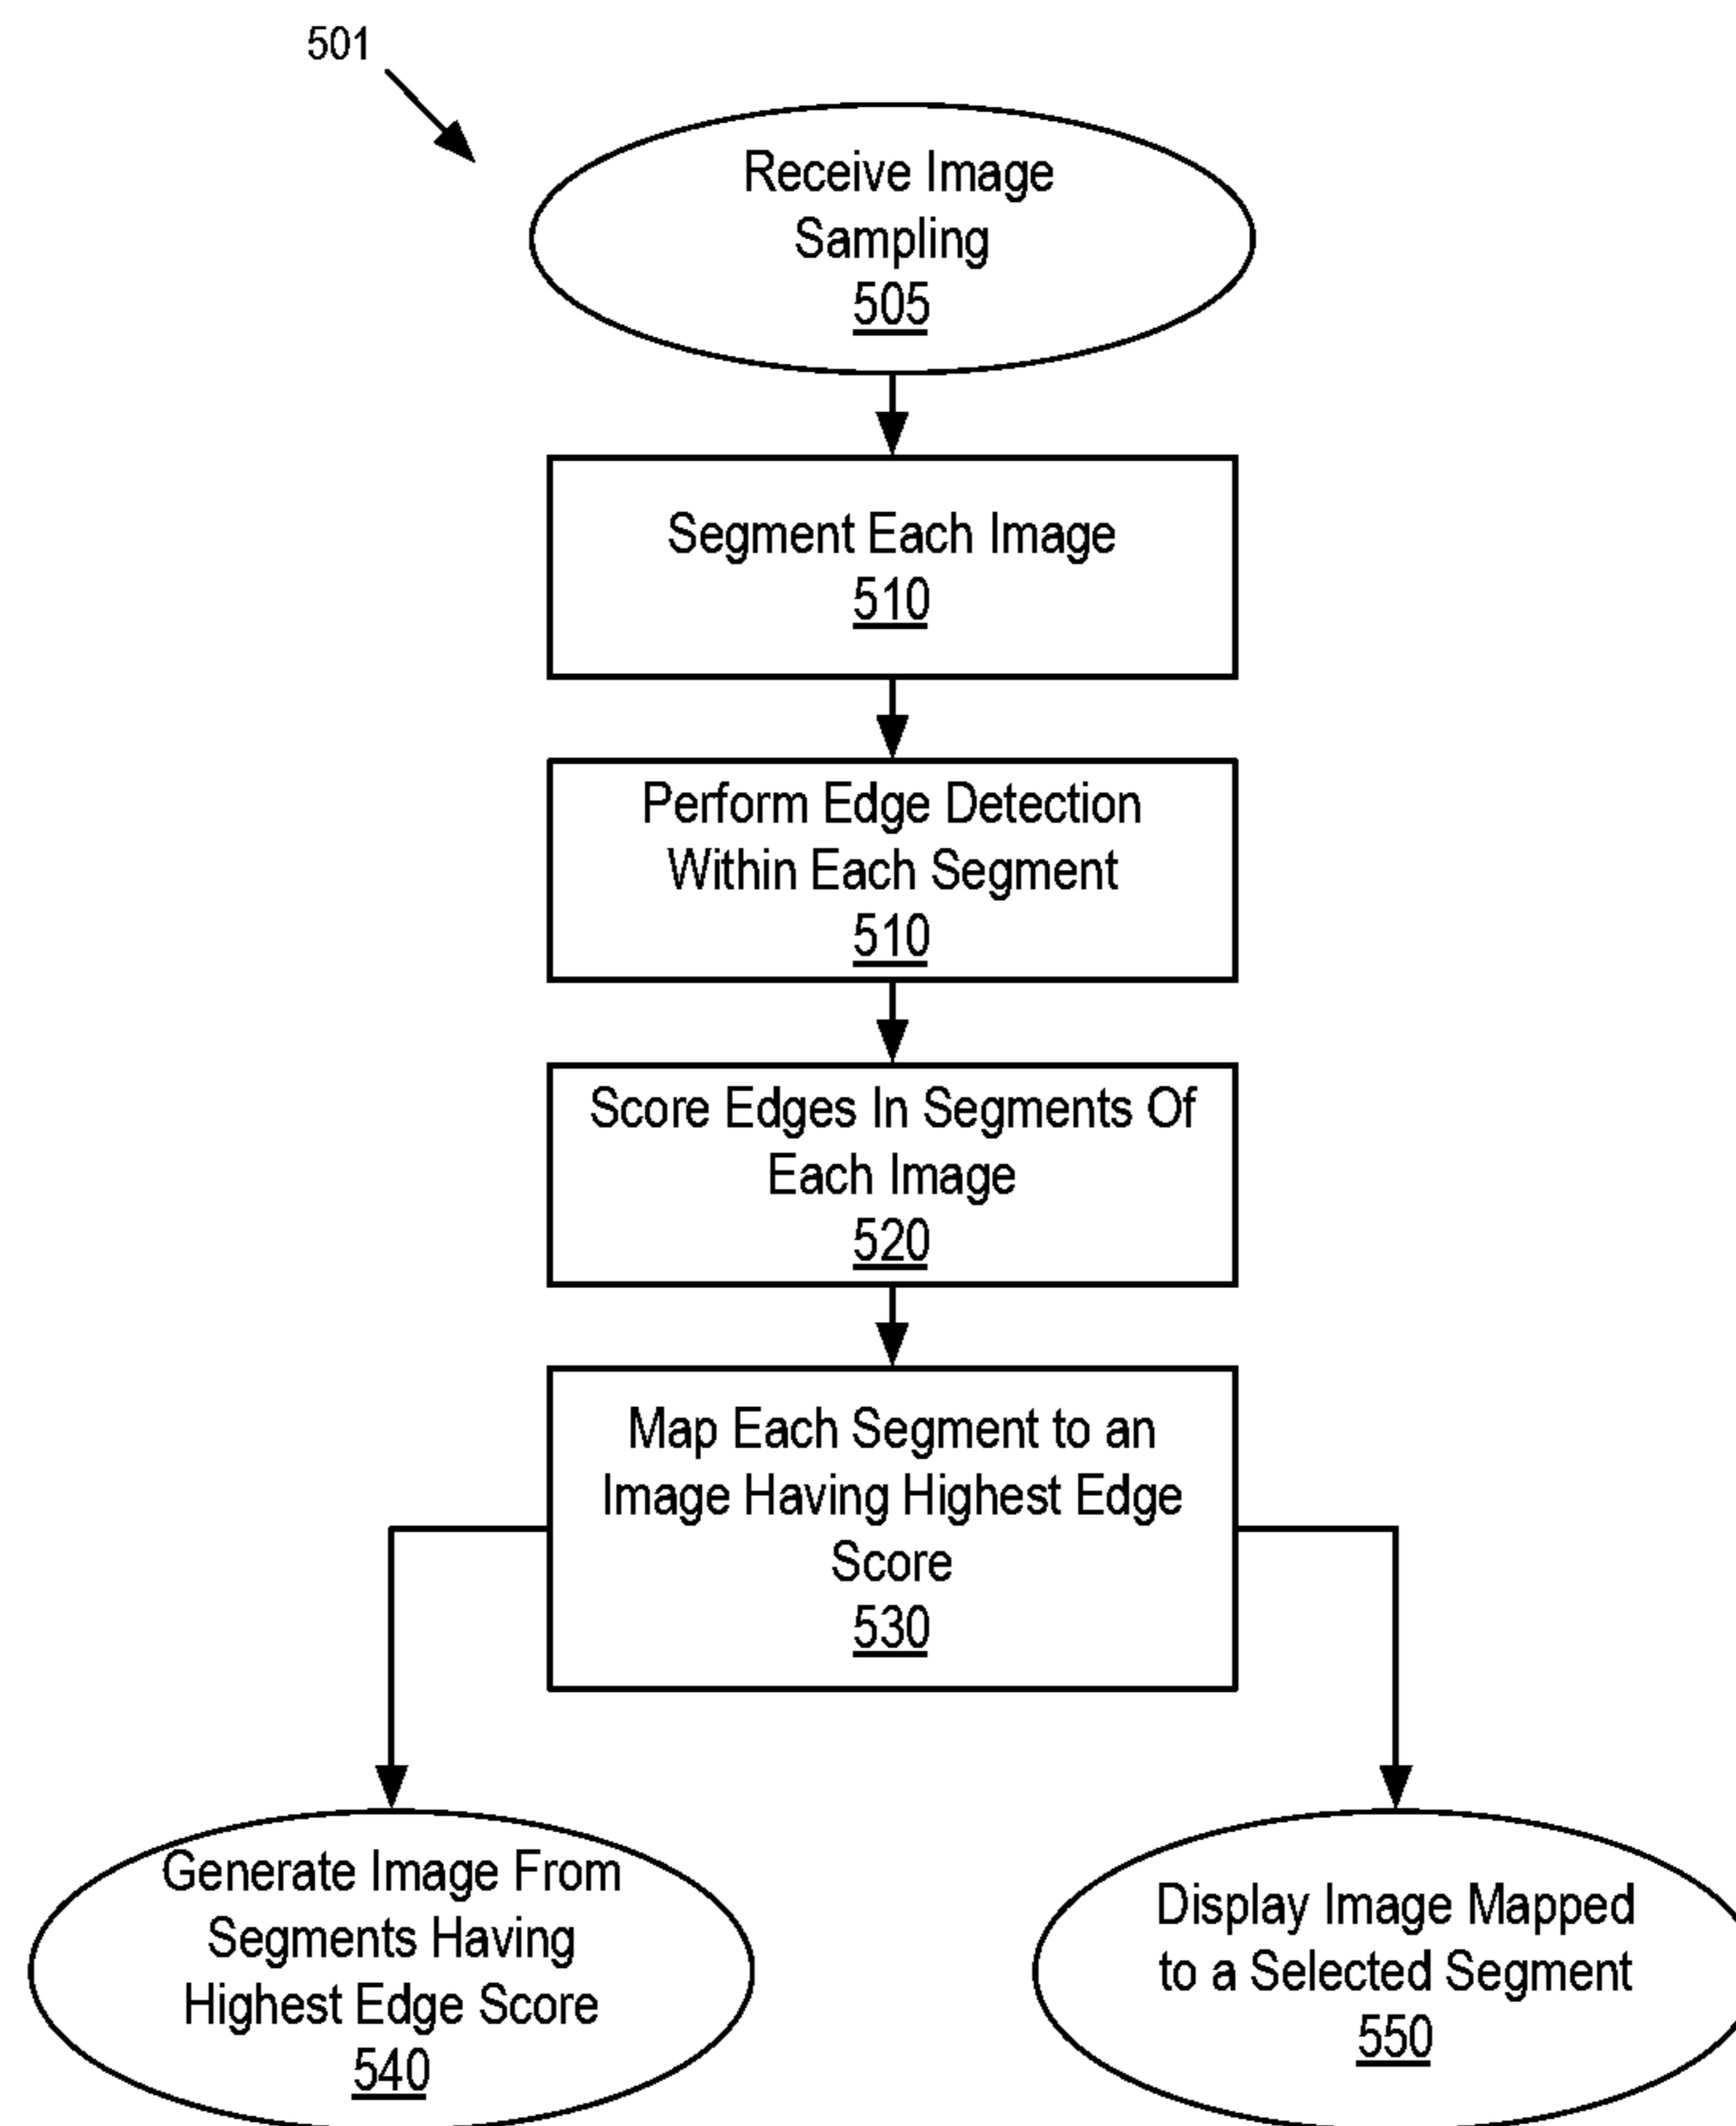 501
Receive Image
Sampling
505
Segment Each Image
510
Perform Edge Detection
Within Each Segment
510
Score Edges In Segments Of
Each Image
520
Map Each Segment to an
Image Having Highest Edge
Score
530
Generate Image From
Segments Having
Highest Edge Score
540
Display Image Mapped
to a Selected Segment
550